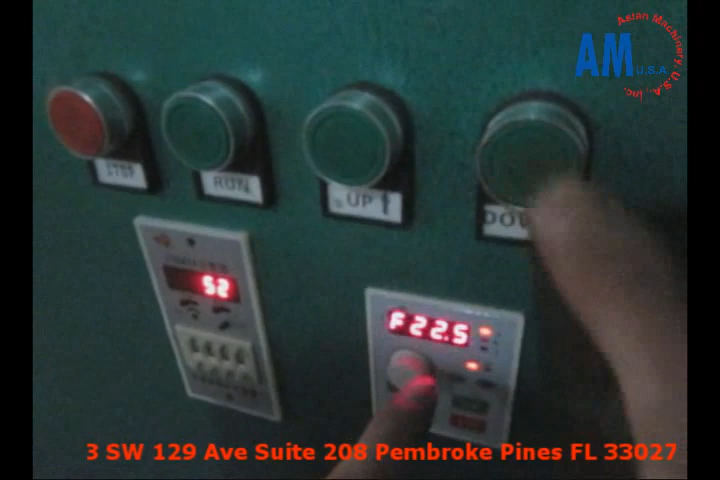 Asian Machinery, U.S.A., Inc.
AM U.S.A
STOP
RUN
UP
52
F22.5
3 SW 129 Ave Suite 208 Pembroke Pines FL 33027